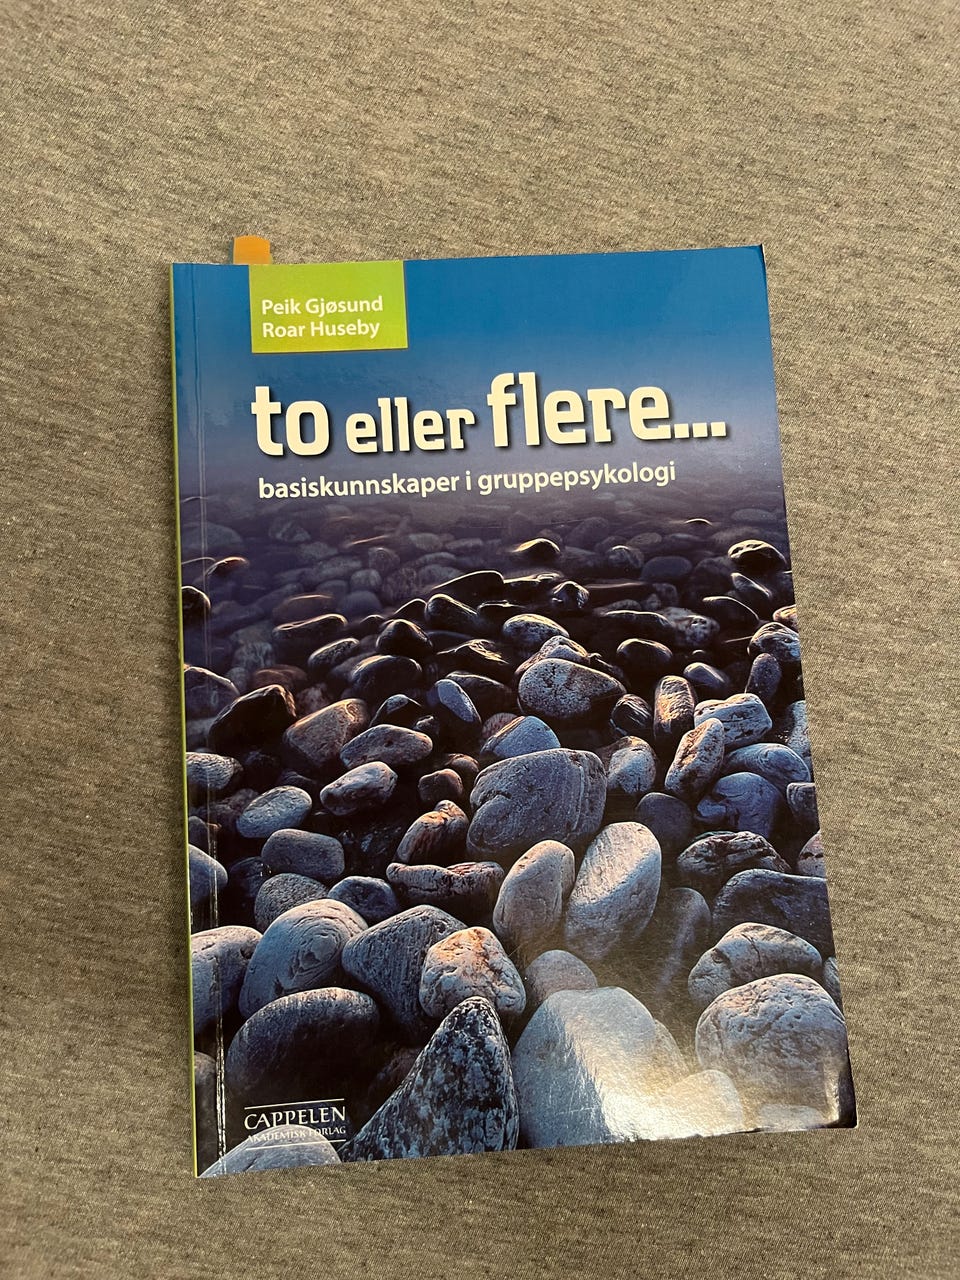 Peik Gjøsund
Roar Huseby
to eller flere...
basiskunnskaper i gruppepsykologi
CAPPELEN
AKADEMISK FORLAG